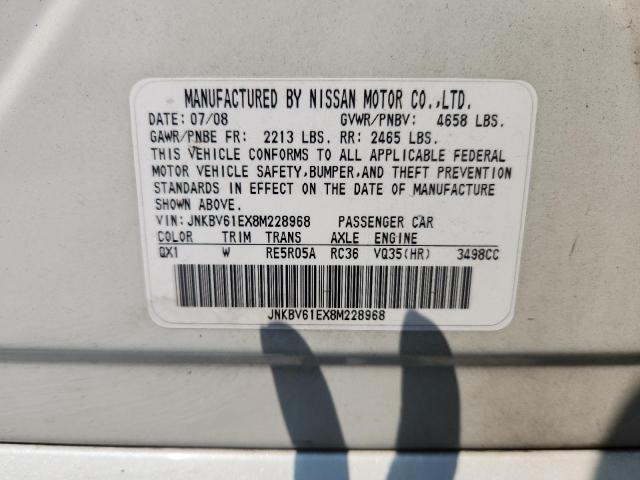 MANUFACTURED BY NISSAN MOTOR CO.,LTD.
DATE: 07/08 GVWR/PNBV: 4658 LBS.
GAWR/PNBE FR: 2213 LBS. RR: 2465 LBS.
THIS VEHICLE CONFORMS TO ALL APPLICABLE FEDERAL
MOTOR VEHICLE SAFETY,BUMPER,AND THEFT PREVENTION
STANDARDS IN EFFECT ON THE DATE OF MANUFACTURE
SHOWN ABOVE.
VIN: JNKBV61EX8M228968 PASSENGER CAR
COLOR TRIM TRANS AXLE ENGINE
QX1 W RE5R05A RC36 VQ35(HR) 3498CC
JNKBV61EX8M228968